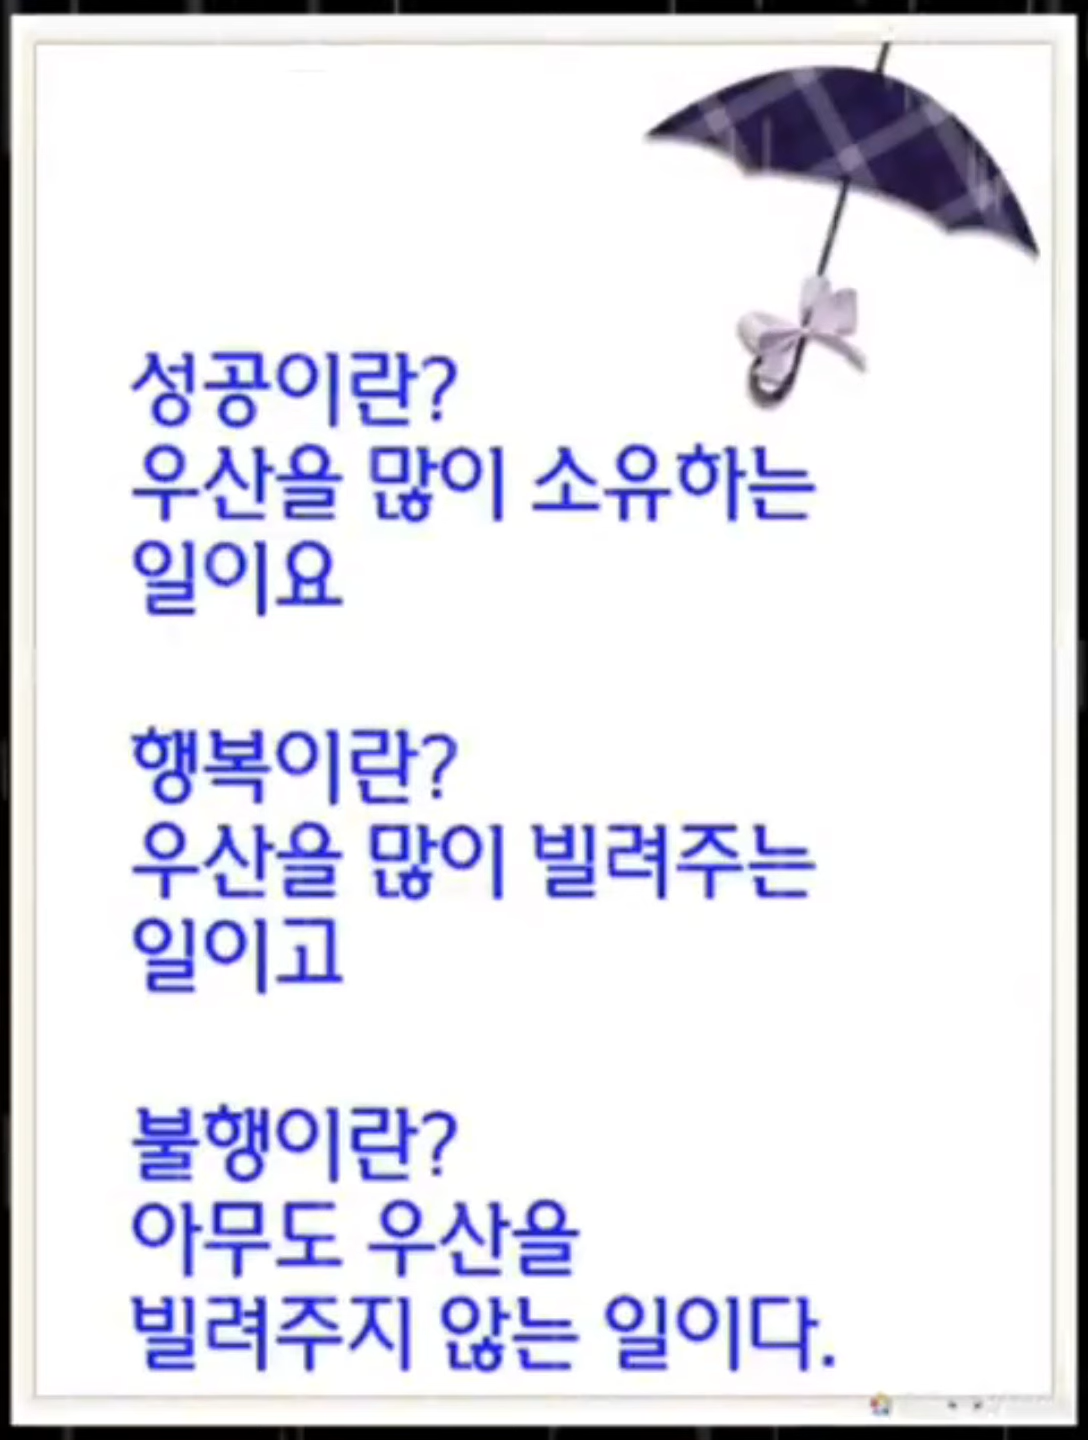 성공이란?
우산을 많이 소유하는
일이요
행복이란?
우산을 많이 빌려주는
일이고
불행이란?
아무도 우산을
빌려주지 않는 일이다.